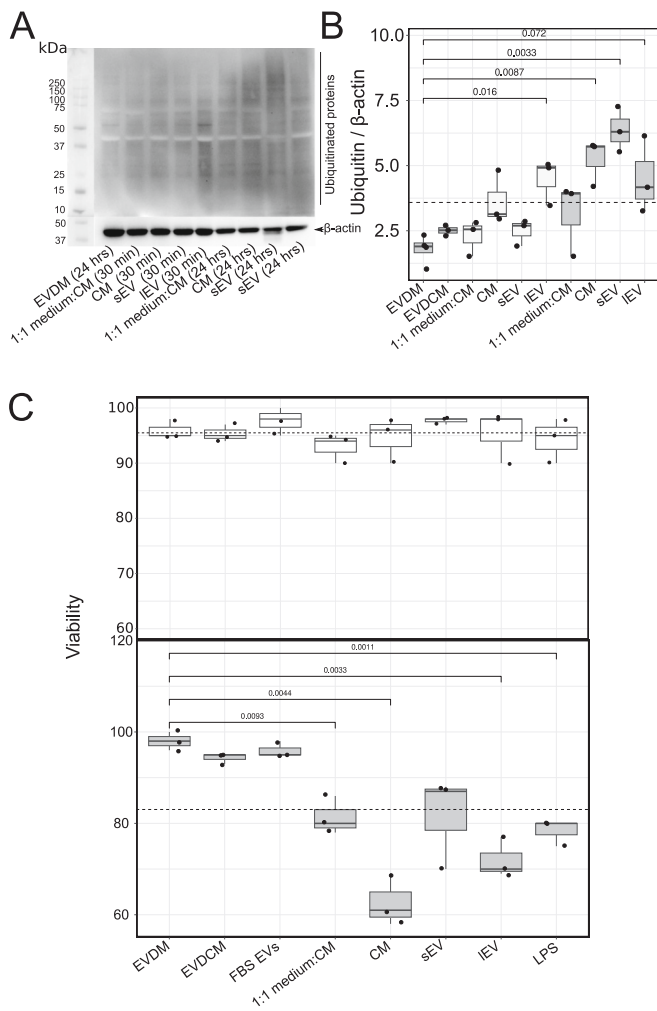 A
kDa
250
150
100
75
50
37
25
15
10
50
37
Ubiquitinated proteins
β-actin
EVDM (24 hrs)
1:1 medium:CM (30 min)
CM (30 min)
sEV (30 min)
lEV (30 min)
1:1 medium:CM (24 hrs)
CM (24 hrs)
sEV (24 hrs)
sEV (24 hrs)
B
Ubiquitin / β-actin
10.0
7.5
5.0
2.5
0.072
0.0033
0.0087
0.016
EVDM
EVDCM
1:1 medium:CM
CM
sEV
lEV
1:1 medium:CM
CM
sEV
lEV
C
Viability
100
90
80
70
60
120
100
80
60
0.0011
0.0033
0.0044
0.0093
EVDM
EVDCM
FBS EVs
1:1 medium:CM
CM
sEV
lEV
LPS